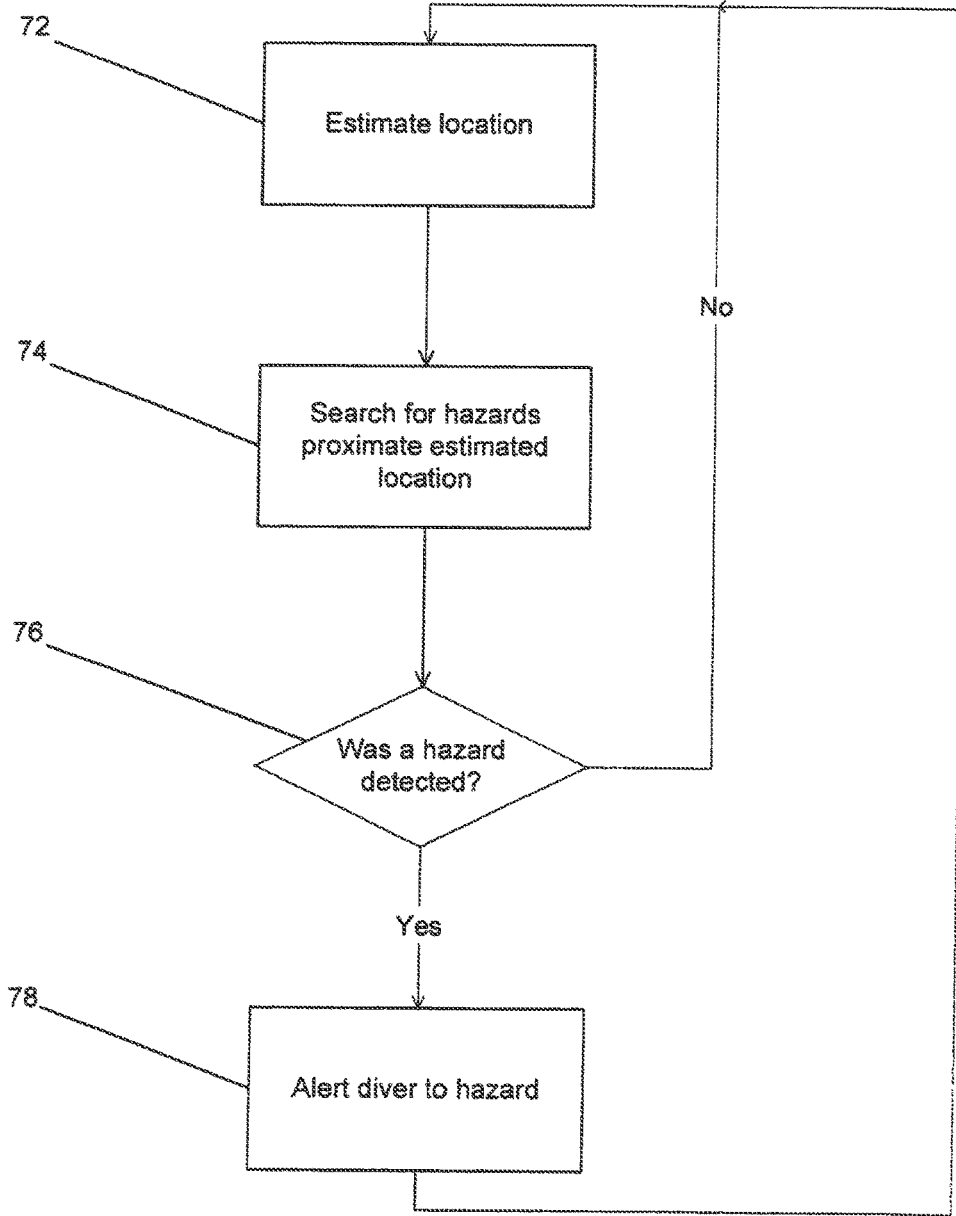 72
Estimate location
No
74
Search for hazards
proximate estimated
location
76
Was a hazard
detected?
Yes
78
Alert diver to hazard